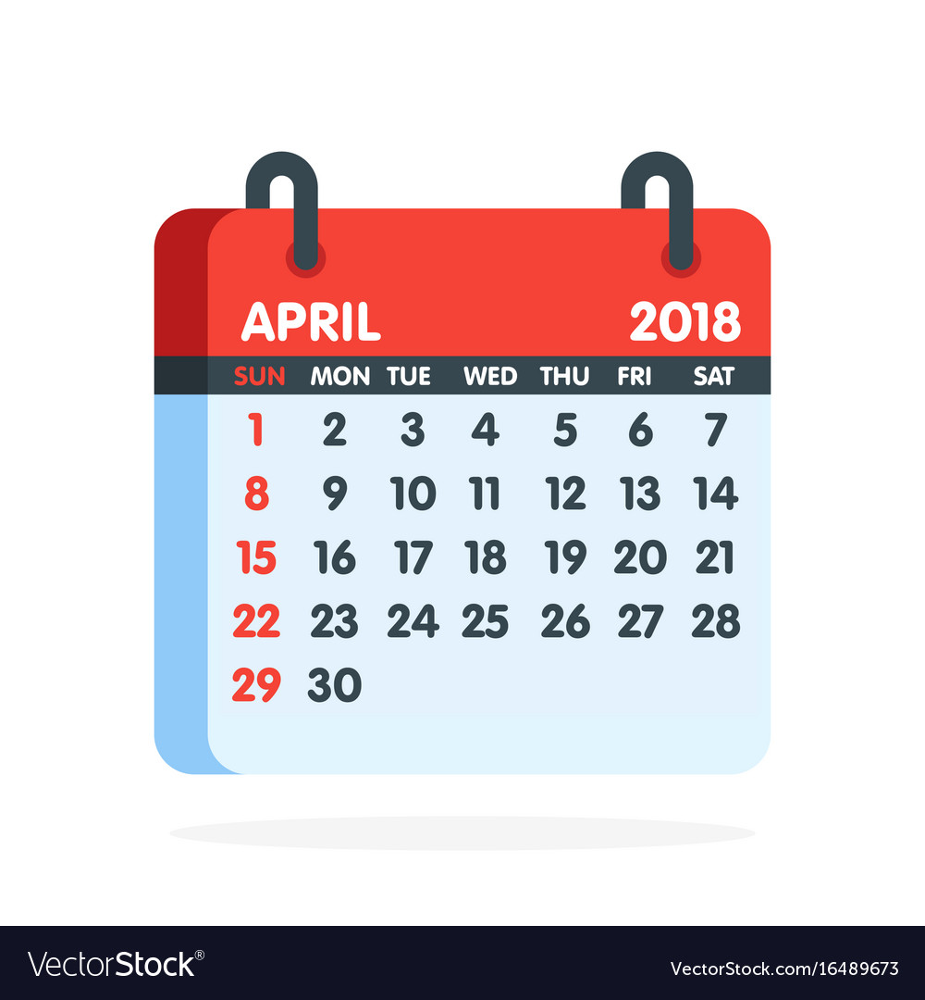 APRIL 2018
SUN MON TUE WED THU FRI SAT
1 2 3 4 5 6 7
8 9 10 11 12 13 14
15 16 17 18 19 20 21
22 23 24 25 26 27 28
29 30
VectorStock® VectorStock.com/16489673